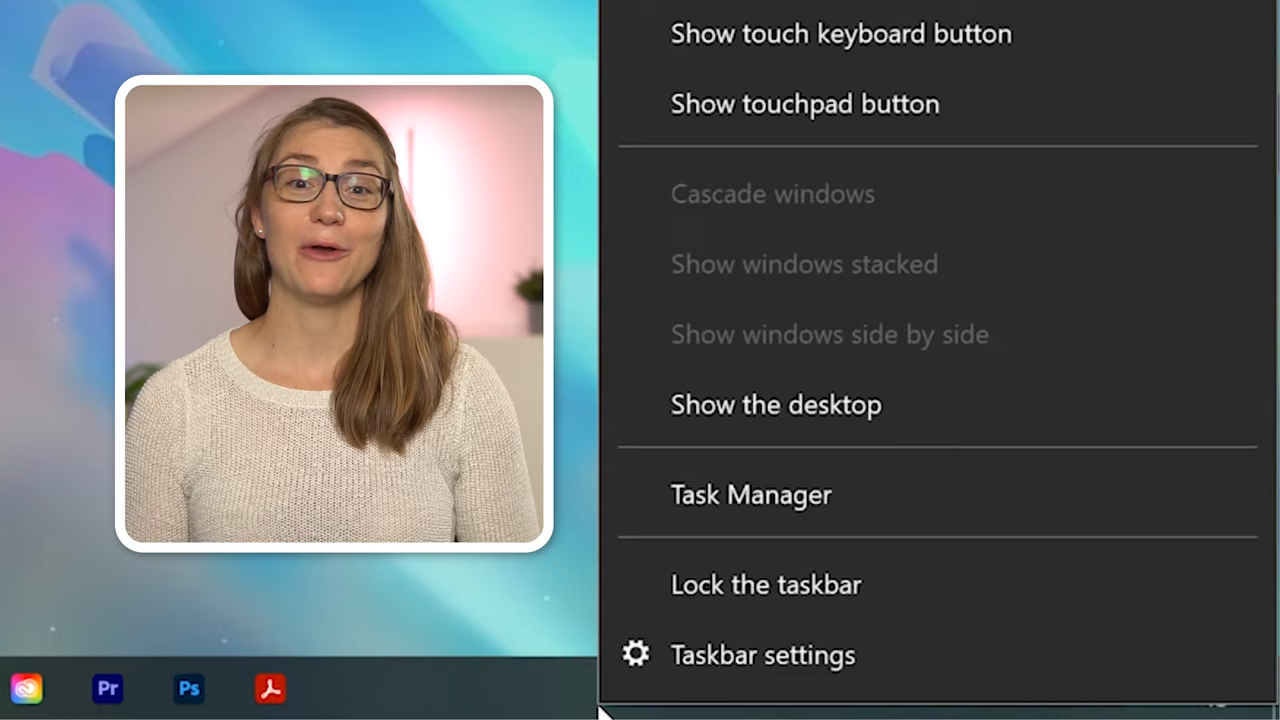 Show touch keyboard button
Show touchpad button
Cascade windows
Show windows stacked
Show windows side by side
Show the desktop
Task Manager
Lock the taskbar
Taskbar settings
Pr
Ps